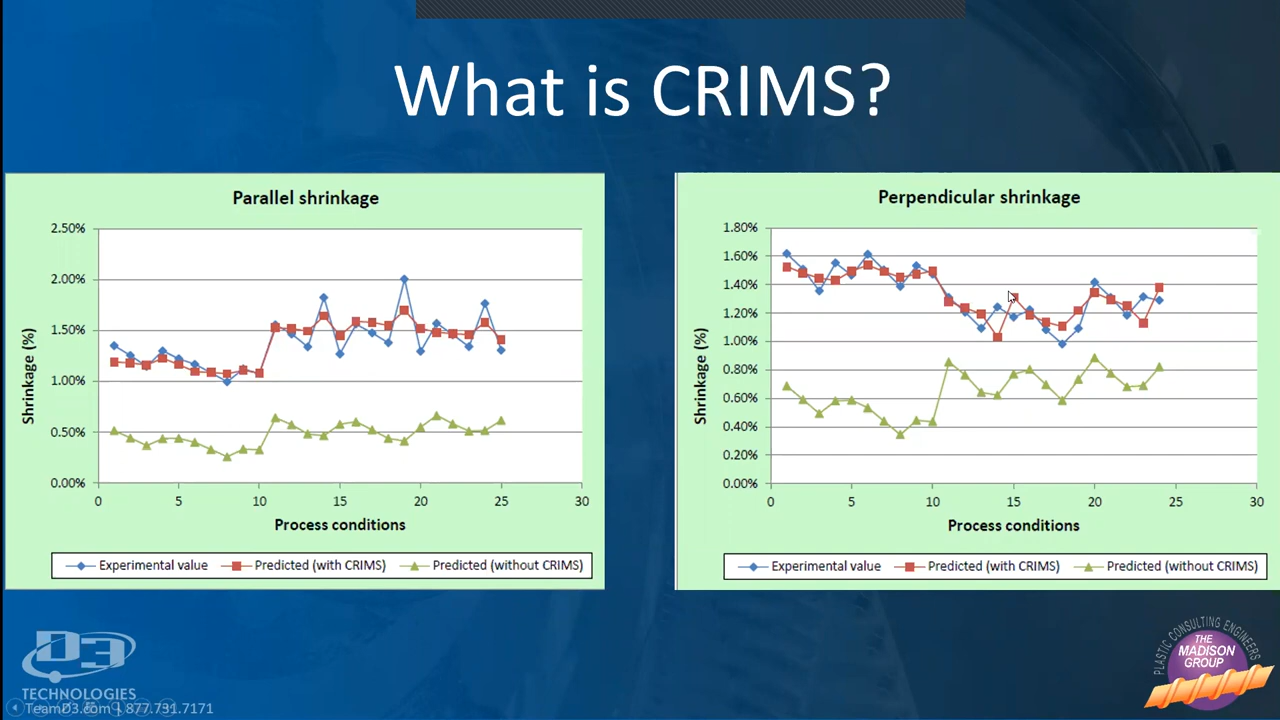 What is CRIMS?
Parallel shrinkage
2.50%
2.00%
1.50%
1.00%
0.50%
0.00%
Shrinkage (%)
0 5 10 15 20 25 30
Process conditions
Experimental value Predicted (with CRIMS) Predicted (without CRIMS)
Perpendicular shrinkage
1.80%
1.60%
1.40%
1.20%
1.00%
0.80%
0.60%
0.40%
0.20%
0.00%
Shrinkage (%)
0 5 10 15 20 25 30
Process conditions
Experimental value Predicted (with CRIMS) Predicted (without CRIMS)
D3
TECHNOLOGIES
TeamD3.com | 877.731.7171
PLASTIC CONSULTING ENGINEERS
THE
MADISON
GROUP